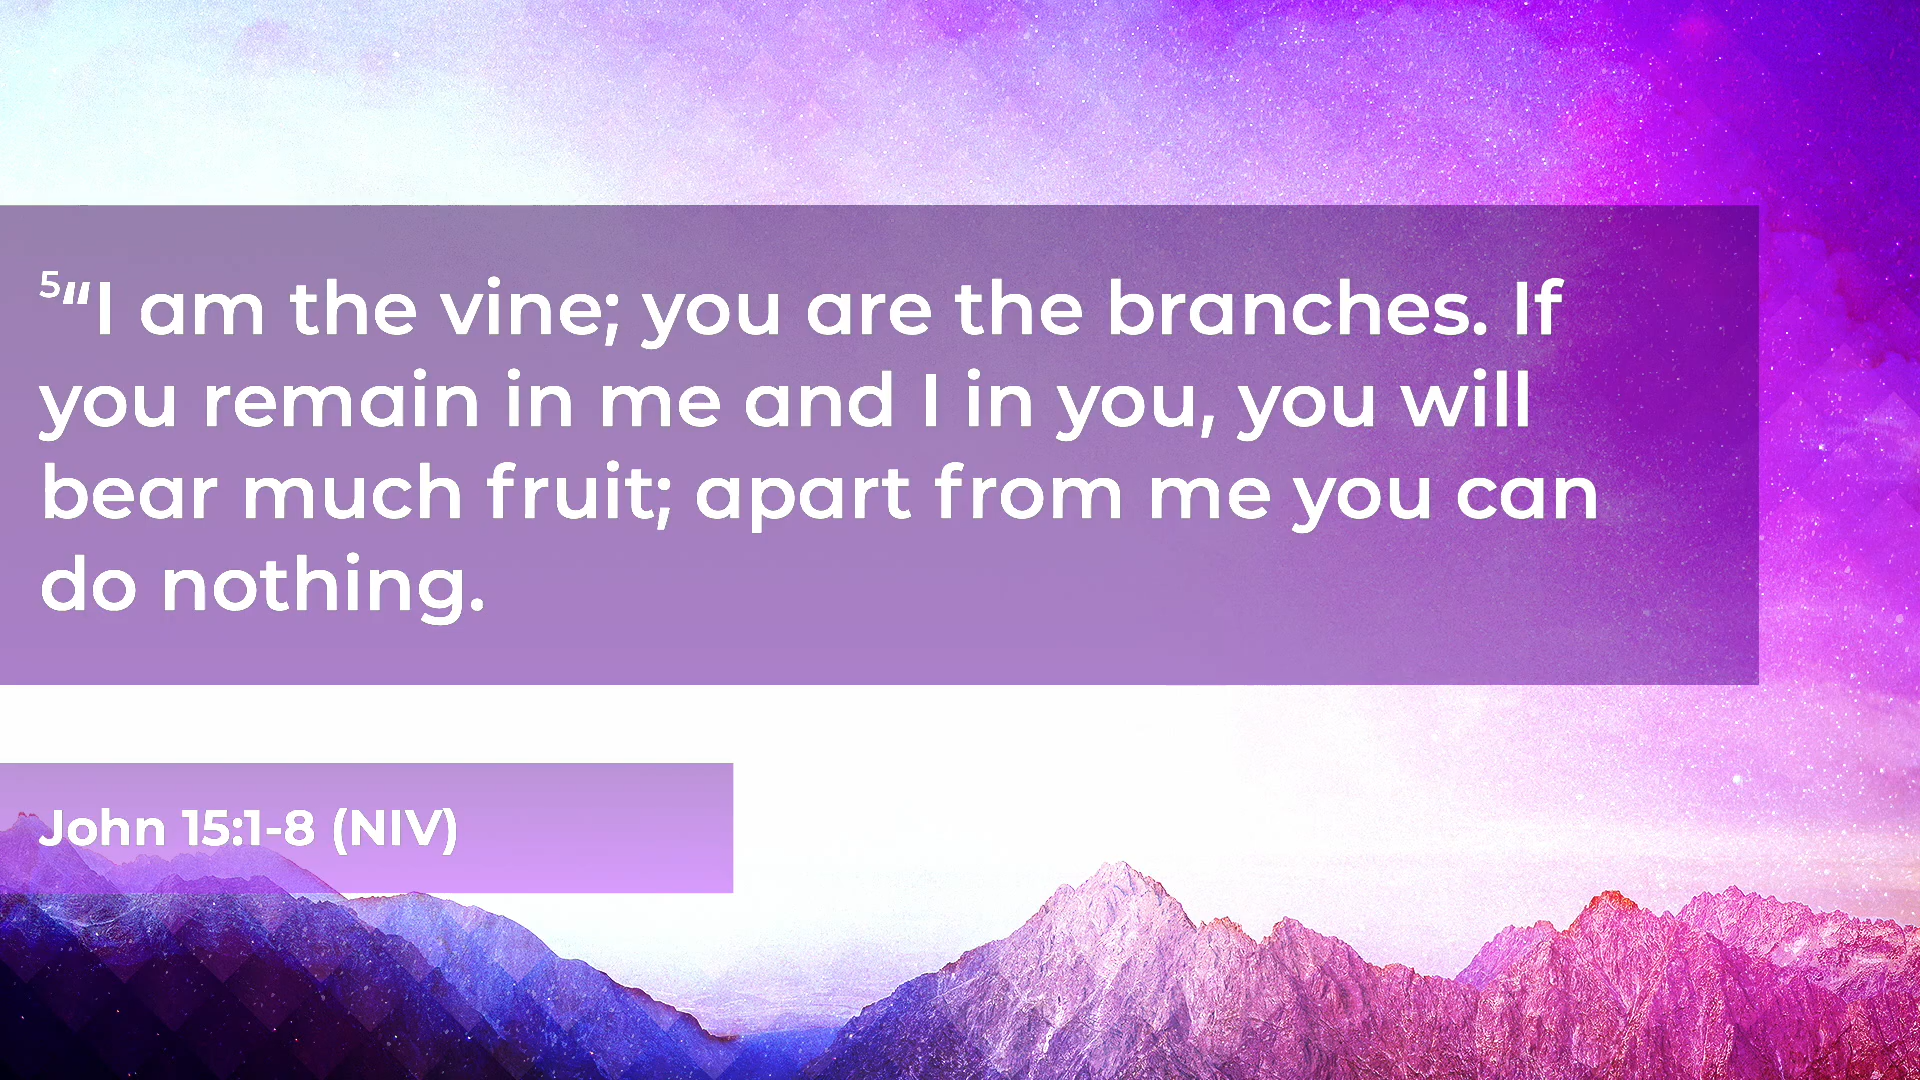 ⁵“I am the vine; you are the branches. If
you remain in me and I in you, you will
bear much fruit; apart from me you can
do nothing.
John 15:1-8 (NIV)